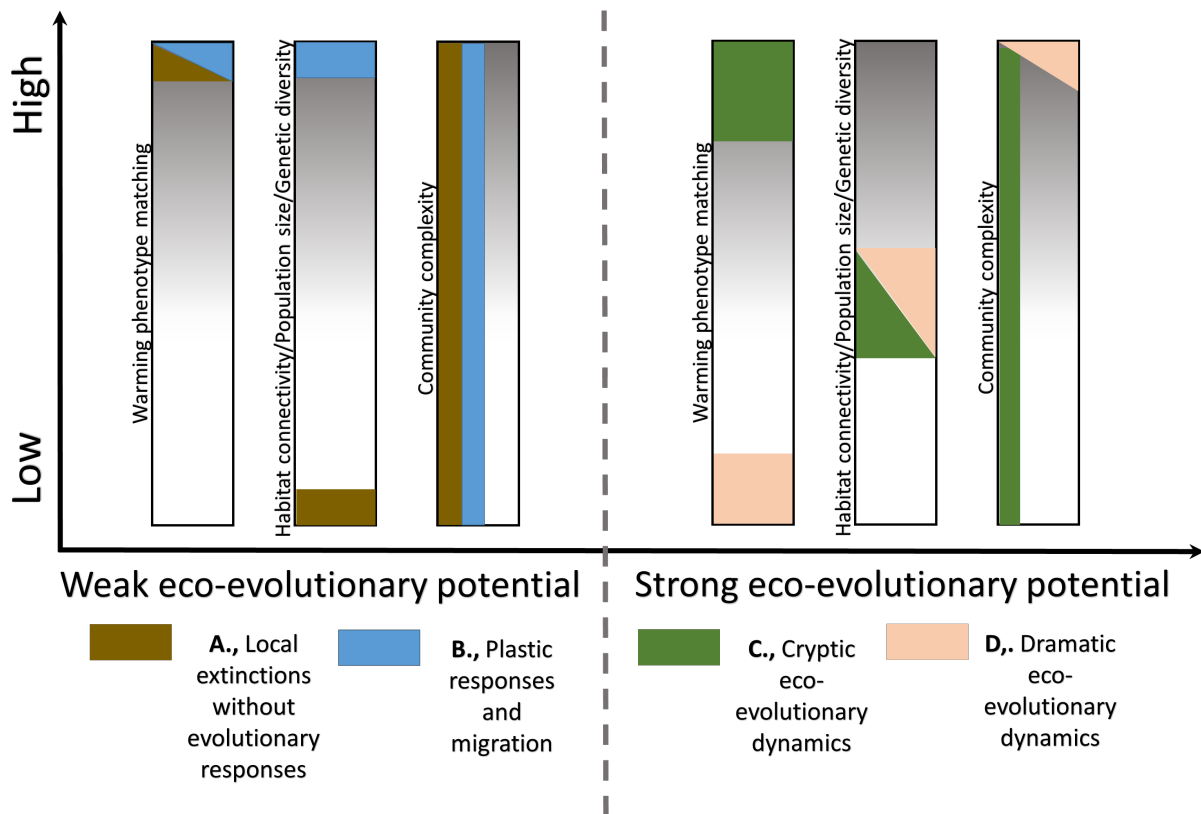 High
Low
Warming phenotype matching
Habitat connectivity/Population size/Genetic diversity
Community complexity
Warming phenotype matching
Habitat connectivity/Population size/Genetic diversity
Community complexity
Weak eco-evolutionary potential
Strong eco-evolutionary potential
A., Local
extinctions
without
evolutionary
responses
B., Plastic
responses
and
migration
C., Cryptic
eco-
evolutionary
dynamics
D,. Dramatic
eco-
evolutionary
dynamics